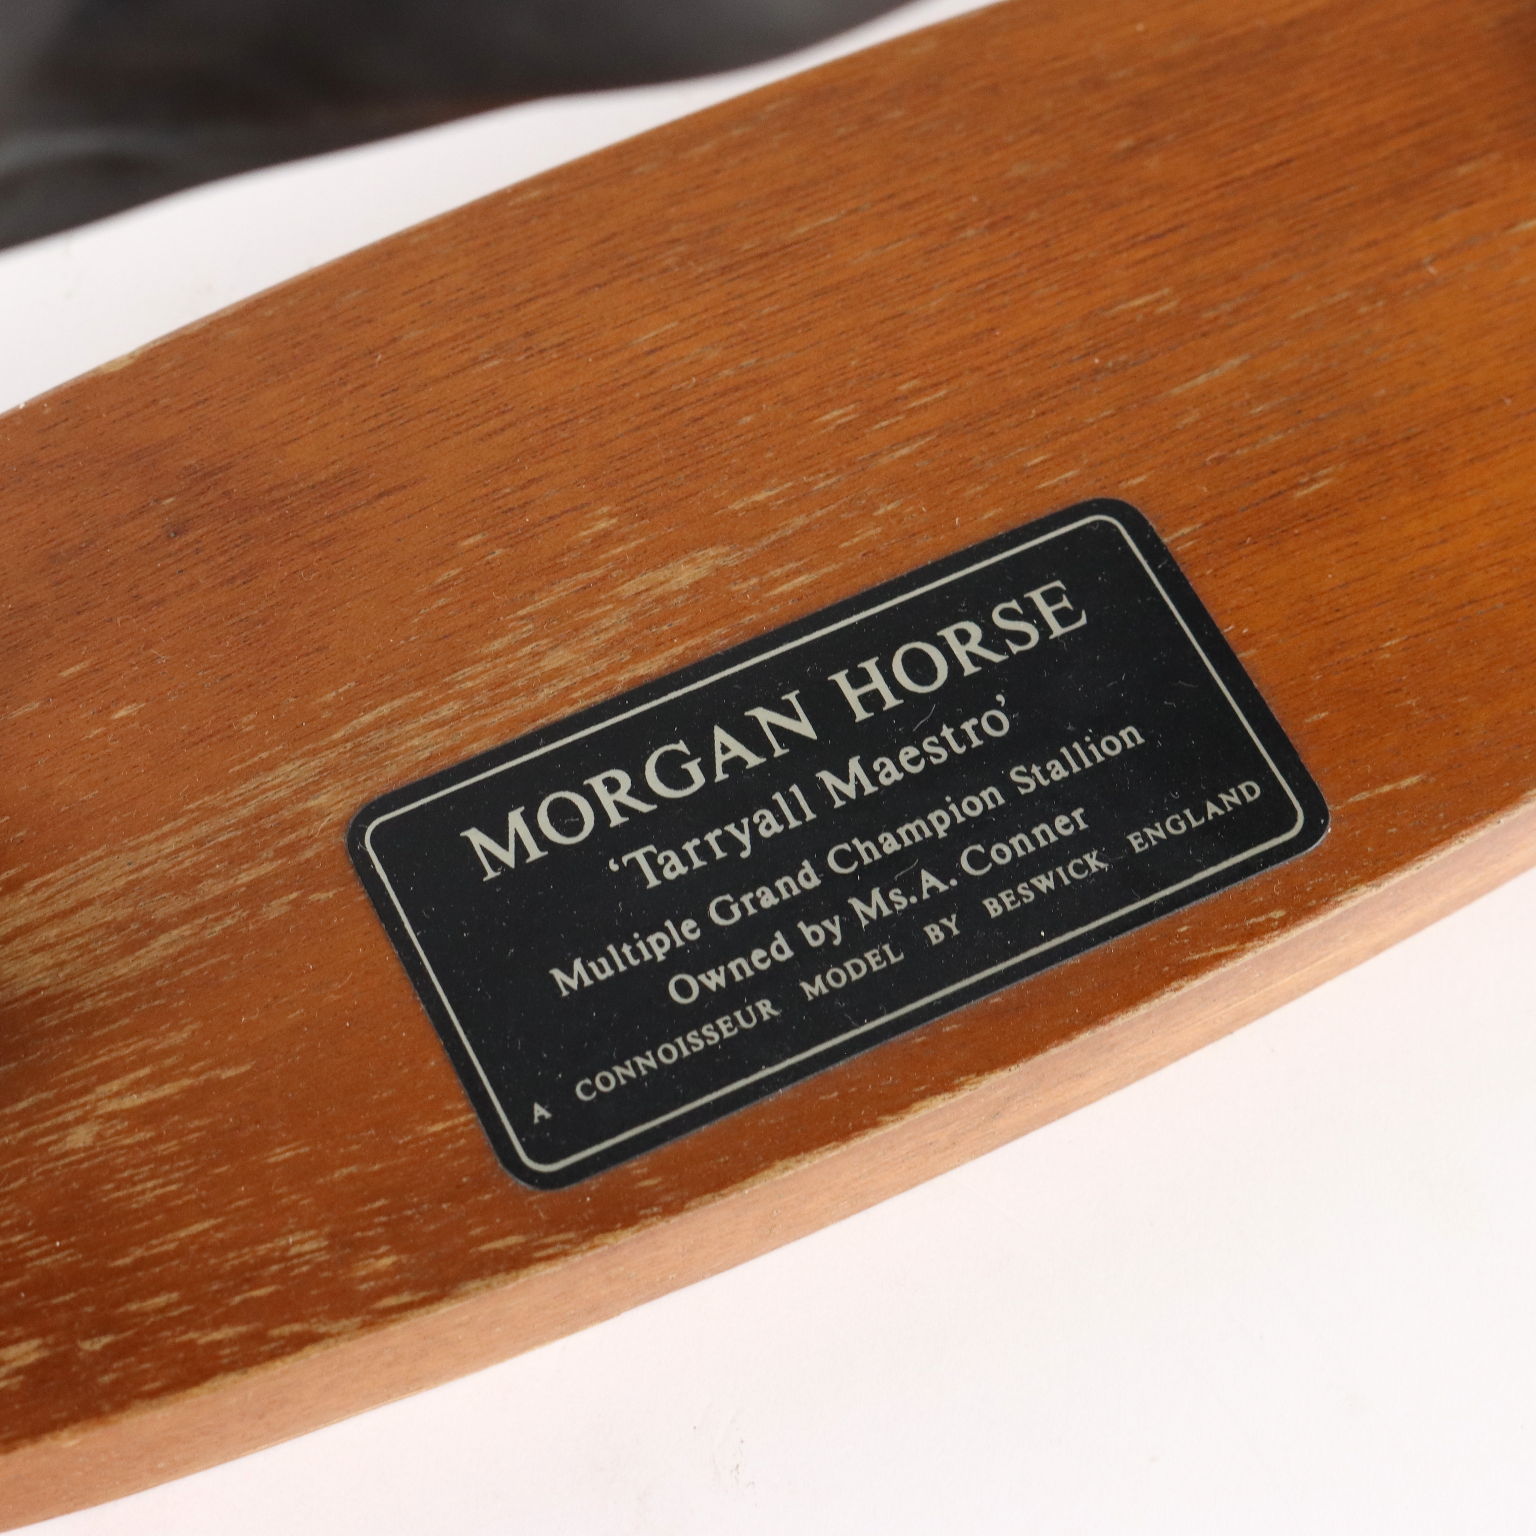 MORGAN HORSE
‘Tarryall Maestro’
Multiple Grand Champion Stallion
Owned by Ms.A. Conner
A CONNOISSEUR MODEL BY BESWICK ENGLAND